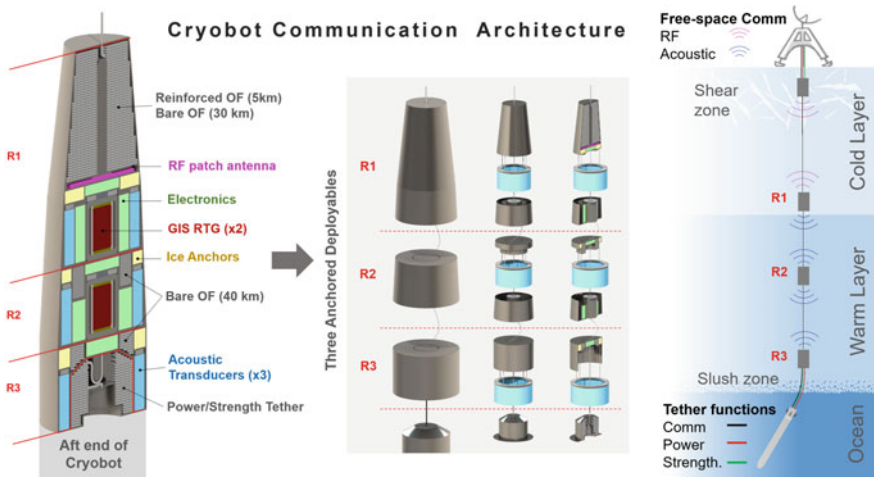 Cryobot Communication Architecture
R1
R2
R3
Reinforced OF (5km)
Bare OF (30 km)
RF patch antenna
Electronics
GIS RTG (x2)
Ice Anchors
Bare OF (40 km)
Acoustic
Transducers (x3)
Power/Strength Tether
Aft end of
Cryobot
Three Anchored Deployables
R1
R2
R3
Free-space Comm
RF
Acoustic
Shear
zone
Cold Layer
R1
R2
Warm Layer
R3
Slush zone
Tether functions
Comm
Power
Strength.
Ocean